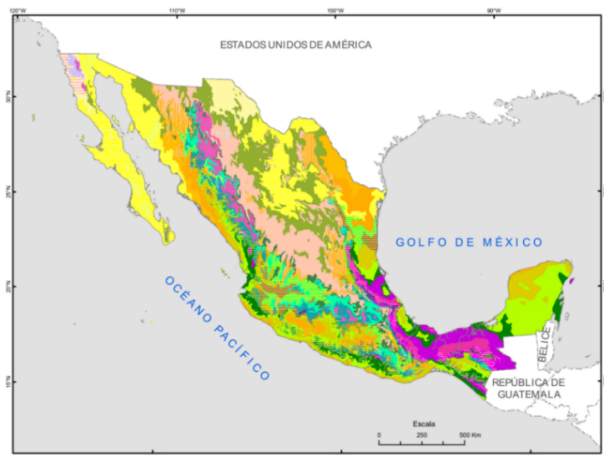 120°W 110°W 100°W 90°W
ESTADOS UNIDOS DE AMÉRICA
30°N
25°N
GOLFO DE MÉXICO
OCÉANO PACÍFICO
20°N
BELICE
15°N
REPÚBLICA DE
GUATEMALA
Escala
0 250 500 Km